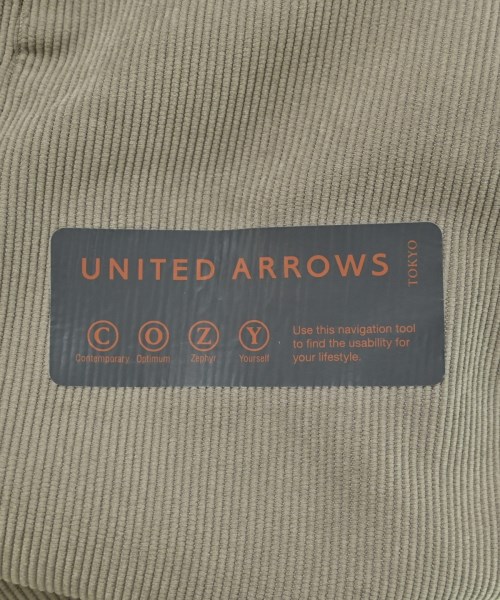 UNITED ARROWS
TOKYO
C O Z Y
Contemporary Optimum Zephyr Yourself
Use this navigation tool
to find the usability for
your lifestyle.